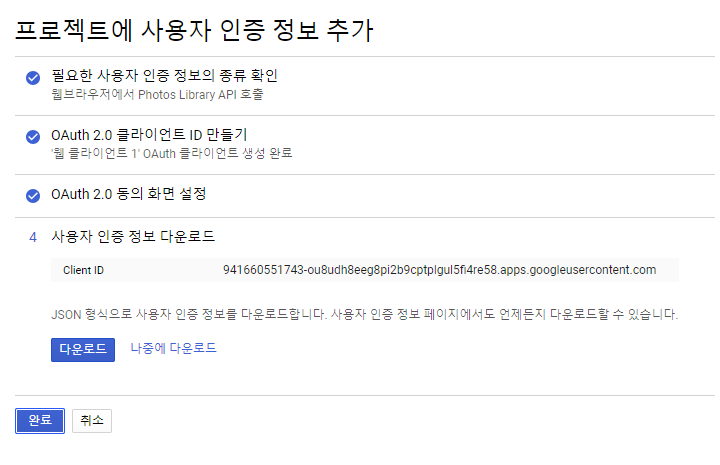 프로젝트에 사용자 인증 정보 추가
필요한 사용자 인증 정보의 종류 확인
웹브라우저에서 Photos Library API 호출
OAuth 2.0 클라이언트 ID 만들기
'웹 클라이언트 1' OAuth 클라이언트 생성 완료
OAuth 2.0 동의 화면 설정
4 사용자 인증 정보 다운로드
Client ID 941660551743-ou8udh8eeg8pi2b9cptplgul5fi4re58.apps.googleusercontent.com
JSON 형식으로 사용자 인증 정보를 다운로드합니다. 사용자 인증 정보 페이지에서도 언제든지 다운로드할 수 있습니다.
다운로드 나중에 다운로드
완료 취소